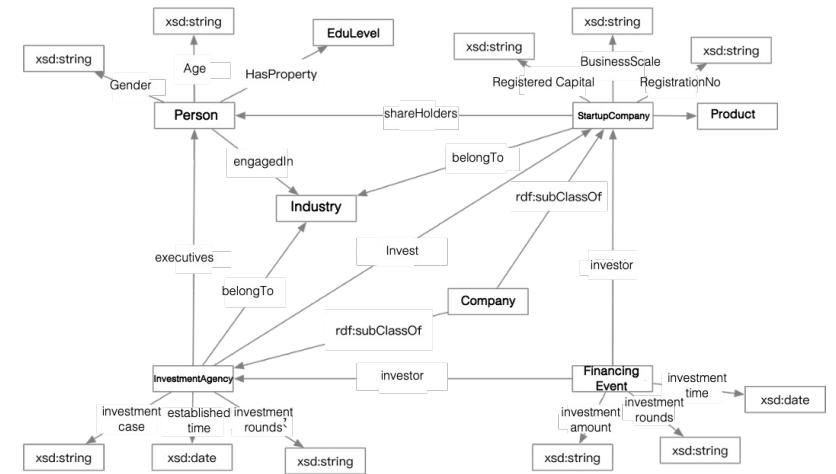 xsd:string
xsd:string
EduLevel
xsd:string
xsd:string
xsd:string
Gender
Age
HasProperty
BusinessScale
Registered Capital
RegistrationNo
Person
shareHolders
StartupCompany
Product
engagedIn
belongTo
Industry
rdf:subClassOf
executives
Invest
investor
belongTo
Company
rdf:subClassOf
InvestmentAgency
investor
Financing
Event
investment
time
investment
case
established
time
investment
rounds
investment
amount
investment
rounds
xsd:date
xsd:string
xsd:date
xsd:string
xsd:string
xsd:string